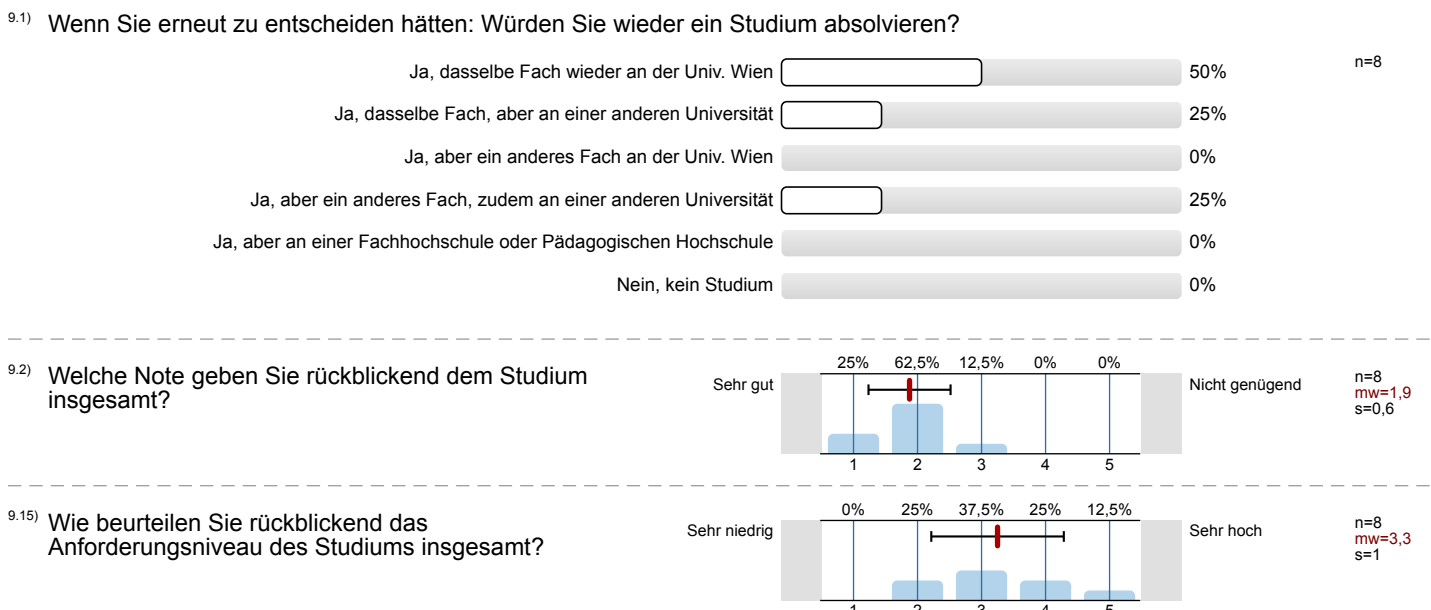 9.1) Wenn Sie erneut zu entscheiden hätten: Würden Sie wieder ein Studium absolvieren?
Ja, dasselbe Fach wieder an der Univ. Wien 50% n=8
Ja, dasselbe Fach, aber an einer anderen Universität 25%
Ja, aber ein anderes Fach an der Univ. Wien 0%
Ja, aber ein anderes Fach, zudem an einer anderen Universität 25%
Ja, aber an einer Fachhochschule oder Pädagogischen Hochschule 0%
Nein, kein Studium 0%
9.2) Welche Note geben Sie rückblickend dem Studium
insgesamt?
25% 62,5% 12,5% 0% 0%
Sehr gut Nicht genügend
1 2 3 4 5
n=8
mw=1,9
s=0,6
9.15) Wie beurteilen Sie rückblickend das
Anforderungsniveau des Studiums insgesamt?
0% 25% 37,5% 25% 12,5%
Sehr niedrig Sehr hoch
1 2 3 4 5
n=8
mw=3,3
s=1